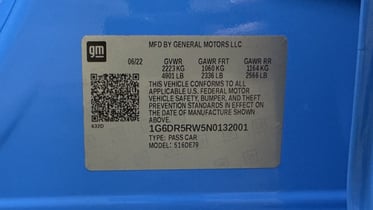 gm
MFD BY GENERAL MOTORS LLC
06/22 GVWR GAWR FRT GAWR RR
2223 KG 1060 KG 1164 KG
4901 LB 2336 LB 2566 LB
THIS VEHICLE CONFORMS TO ALL
APPLICABLE U.S. FEDERAL MOTOR
VEHICLE SAFETY, BUMPER, AND THEFT
PREVENTION STANDARDS IN EFFECT ON
THE DATE OF MANUFACTURE SHOWN ABOVE.
1G6DR5RW5N0132001
TYPE: PASS CAR
MODEL: